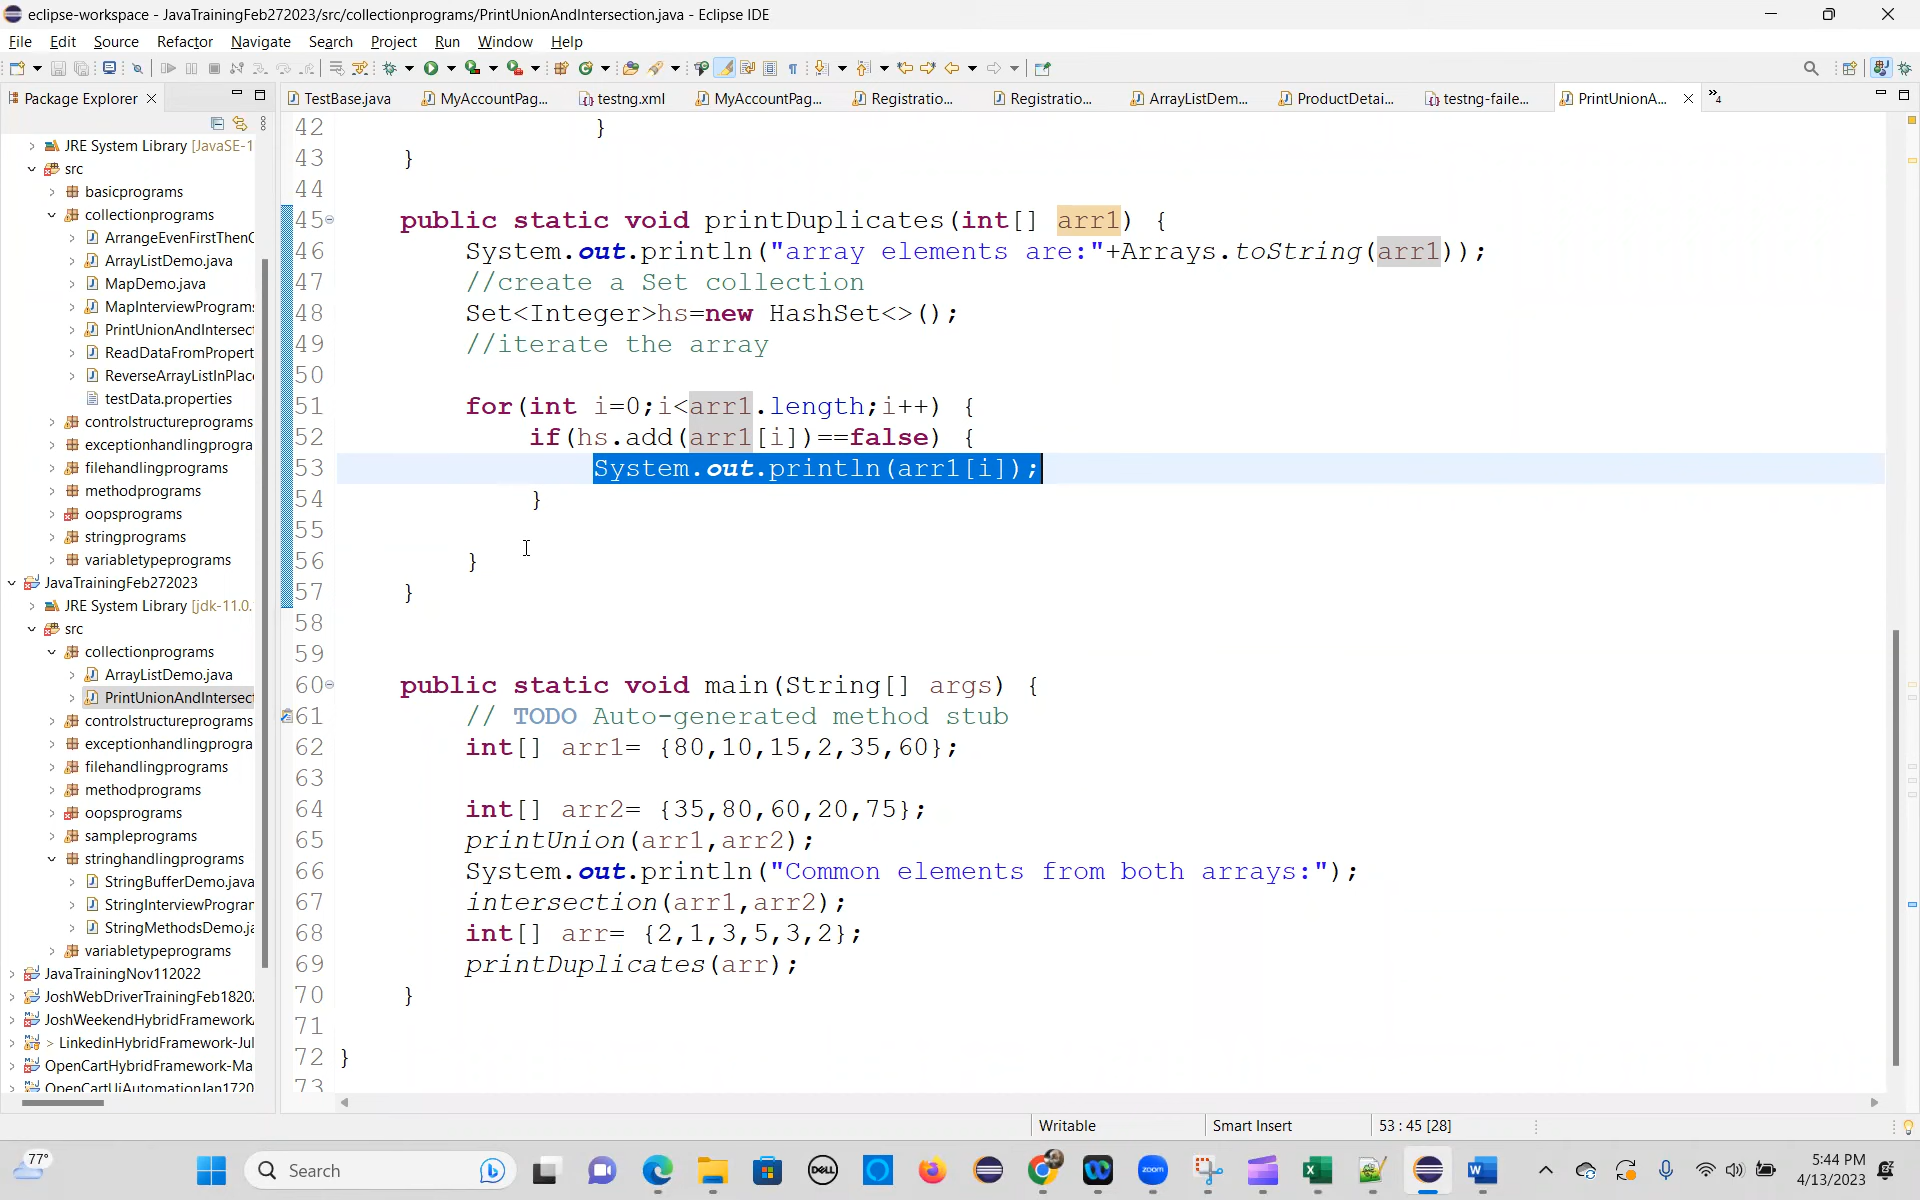 eclipse-workspace - JavaTrainingFeb272023/src/collectionprograms/PrintUnionAndIntersection.java - Eclipse IDE
File Edit Source Refactor Navigate Search Project Run Window Help
Package Explorer
TestBase.java MyAccountPag... testng.xml MyAccountPag... Registratio... Registratio... ArrayListDem... ProductDetai... testng-faile... PrintUnionA... »4
JRE System Library [JavaSE-1
src
basicprograms
collectionprograms
ArrangeEvenFirstThenO
ArrayListDemo.java
MapDemo.java
MapInterviewPrograms
PrintUnionAndIntersect
ReadDataFromPropert
ReverseArrayListInPlac
testData.properties
controlstructureprograms
exceptionhandlingprogra
filehandlingprograms
methodprograms
oopsprograms
stringprograms
variabletypeprograms
JavaTrainingFeb272023
JRE System Library [jdk-11.0.
src
collectionprograms
ArrayListDemo.java
PrintUnionAndIntersect
controlstructureprograms
exceptionhandlingprogra
filehandlingprograms
methodprograms
oopsprograms
sampleprograms
stringhandlingprograms
StringBufferDemo.java
StringInterviewProgran
StringMethodsDemo.ja
variabletypeprograms
JavaTrainingNov112022
JoshWebDriverTrainingFeb1820
JoshWeekendHybridFramework
> LinkedinHybridFramework-Jul
OpenCartHybridFramework-Ma
OpenCartUiAutomationJan1720
42 }
43 }
44
45 public static void printDuplicates(int[] arr1) {
46 System.out.println("array elements are:"+Arrays.toString(arr1));
47 //create a Set collection
48 Set<Integer>hs=new HashSet<>();
49 //iterate the array
50
51 for(int i=0;i<arr1.length;i++) {
52 if(hs.add(arr1[i])==false) {
53 System.out.println(arr1[i]);
54 }
55
56 }
57 }
58
59
60 public static void main(String[] args) {
61 // TODO Auto-generated method stub
62 int[] arr1= {80,10,15,2,35,60};
63
64 int[] arr2= {35,80,60,20,75};
65 printUnion(arr1,arr2);
66 System.out.println("Common elements from both arrays:");
67 intersection(arr1,arr2);
68 int[] arr= {2,1,3,5,3,2};
69 printDuplicates(arr);
70 }
71
72 }
73
Writable Smart Insert 53 : 45 [28]
77°
Search
DELL
zoom
5:44 PM
4/13/2023